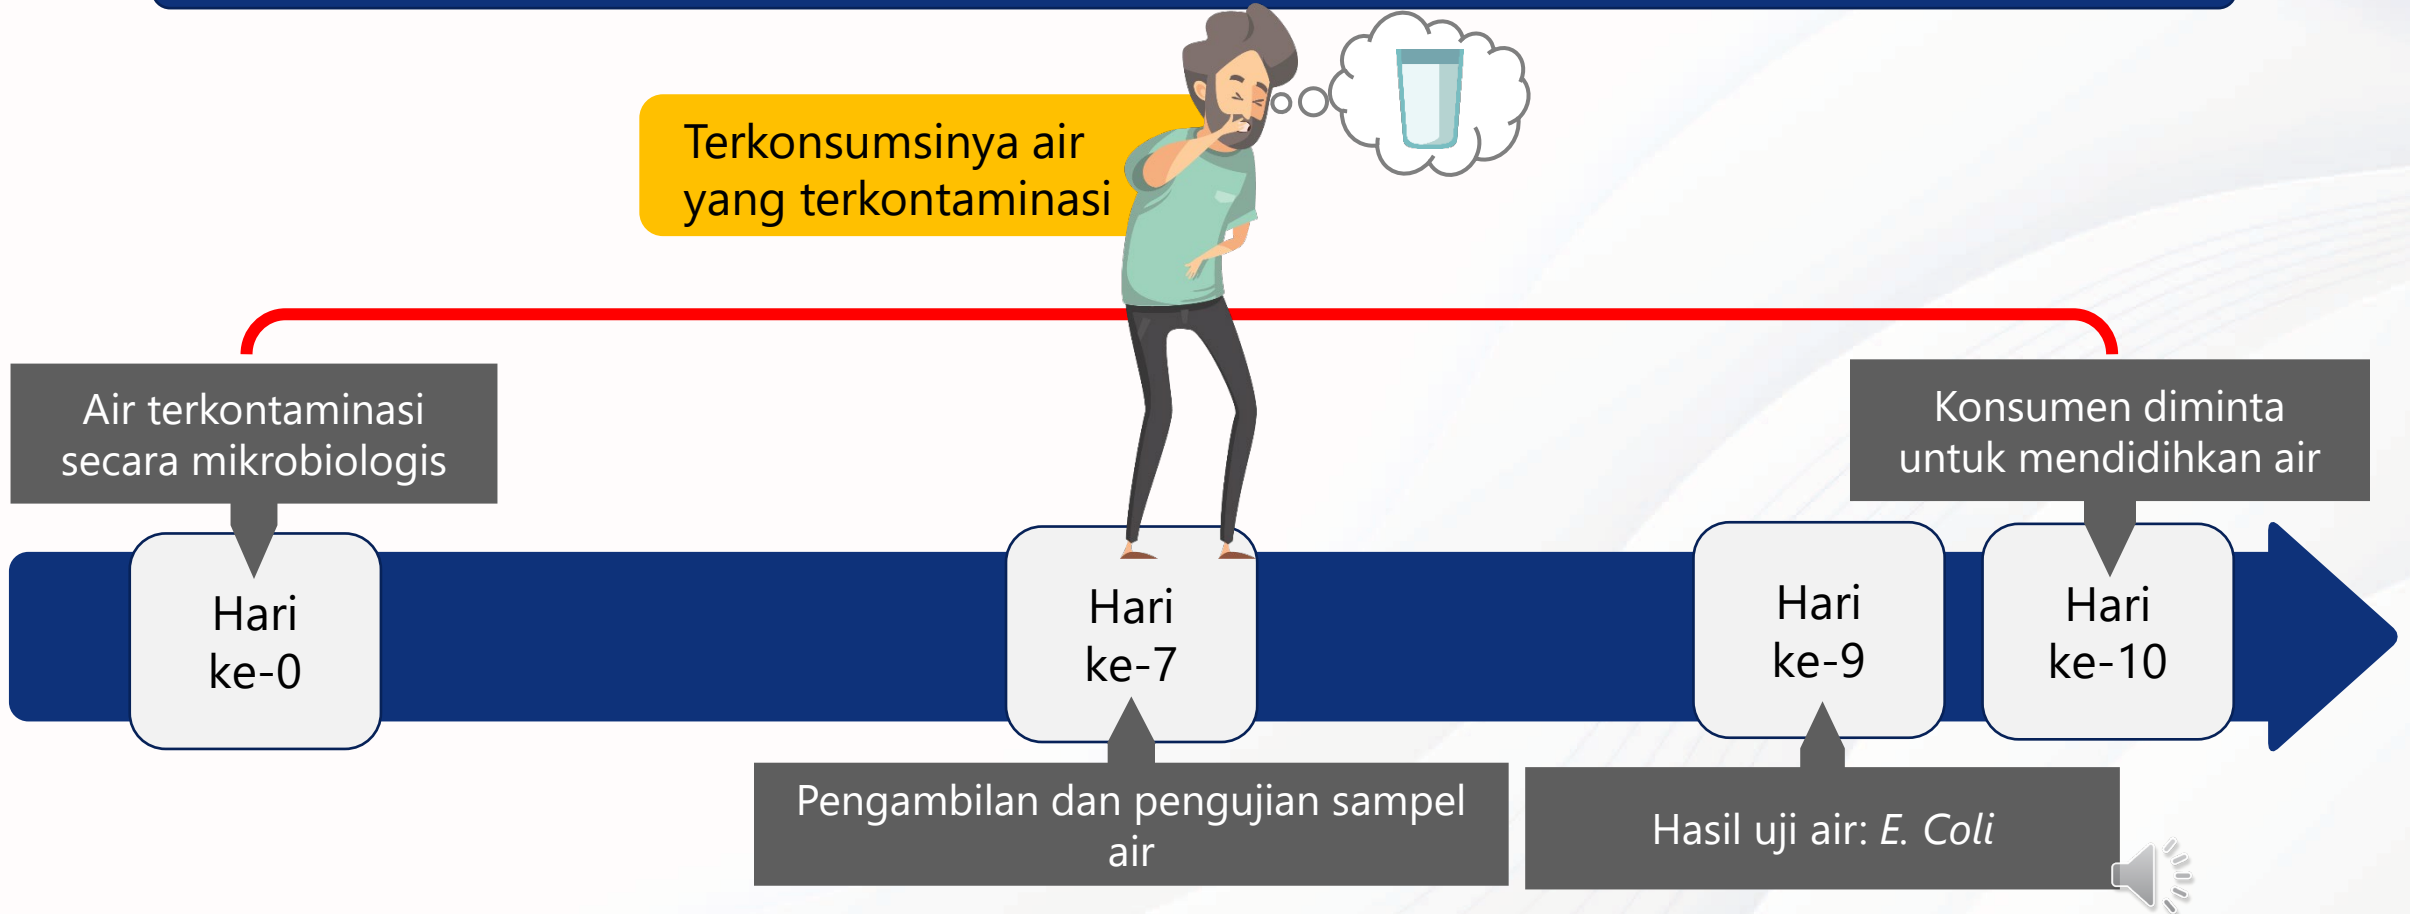 Terkonsumsinya air
yang terkontaminasi
Air terkontaminasi
secara mikrobiologis
Konsumen diminta
untuk mendidihkan air
Hari
ke-0
Hari
ke-7
Hari
ke-9
Hari
ke-10
Pengambilan dan pengujian sampel
air
Hasil uji air: E. Coli